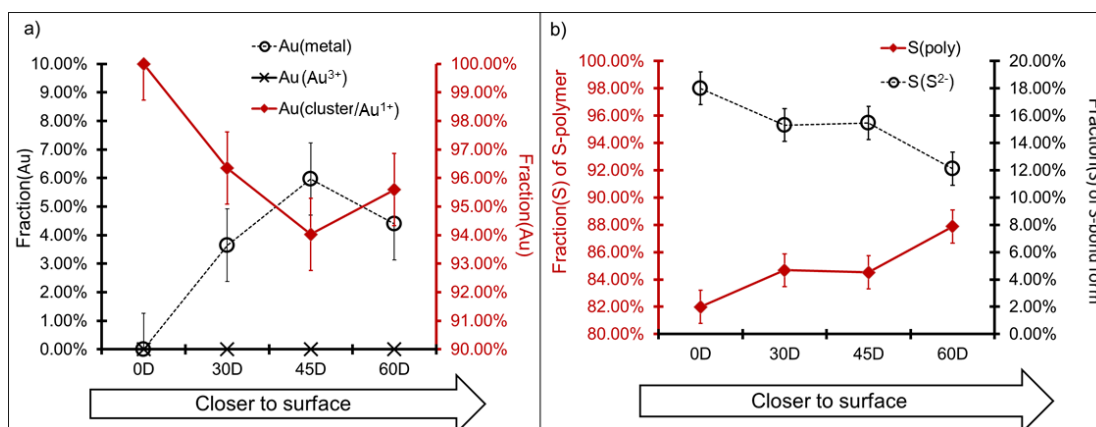 a)
Au(metal)
Au (Au³⁺)
Au(cluster/Au¹⁺)
Fraction(Au)
10.00%
9.00%
8.00%
7.00%
6.00%
5.00%
4.00%
3.00%
2.00%
1.00%
0.00%
100.00%
99.00%
98.00%
97.00%
96.00%
95.00%
94.00%
93.00%
92.00%
91.00%
90.00%
Fraction(Au)
0D 30D 45D 60D
Closer to surface
b)
S(poly)
S(S²⁻)
Fraction(S) of S-polymer
100.00%
98.00%
96.00%
94.00%
92.00%
90.00%
88.00%
86.00%
84.00%
82.00%
80.00%
20.00%
18.00%
16.00%
14.00%
12.00%
10.00%
8.00%
6.00%
4.00%
2.00%
0.00%
Fraction(S) of S-bond form
0D 30D 45D 60D
Closer to surface